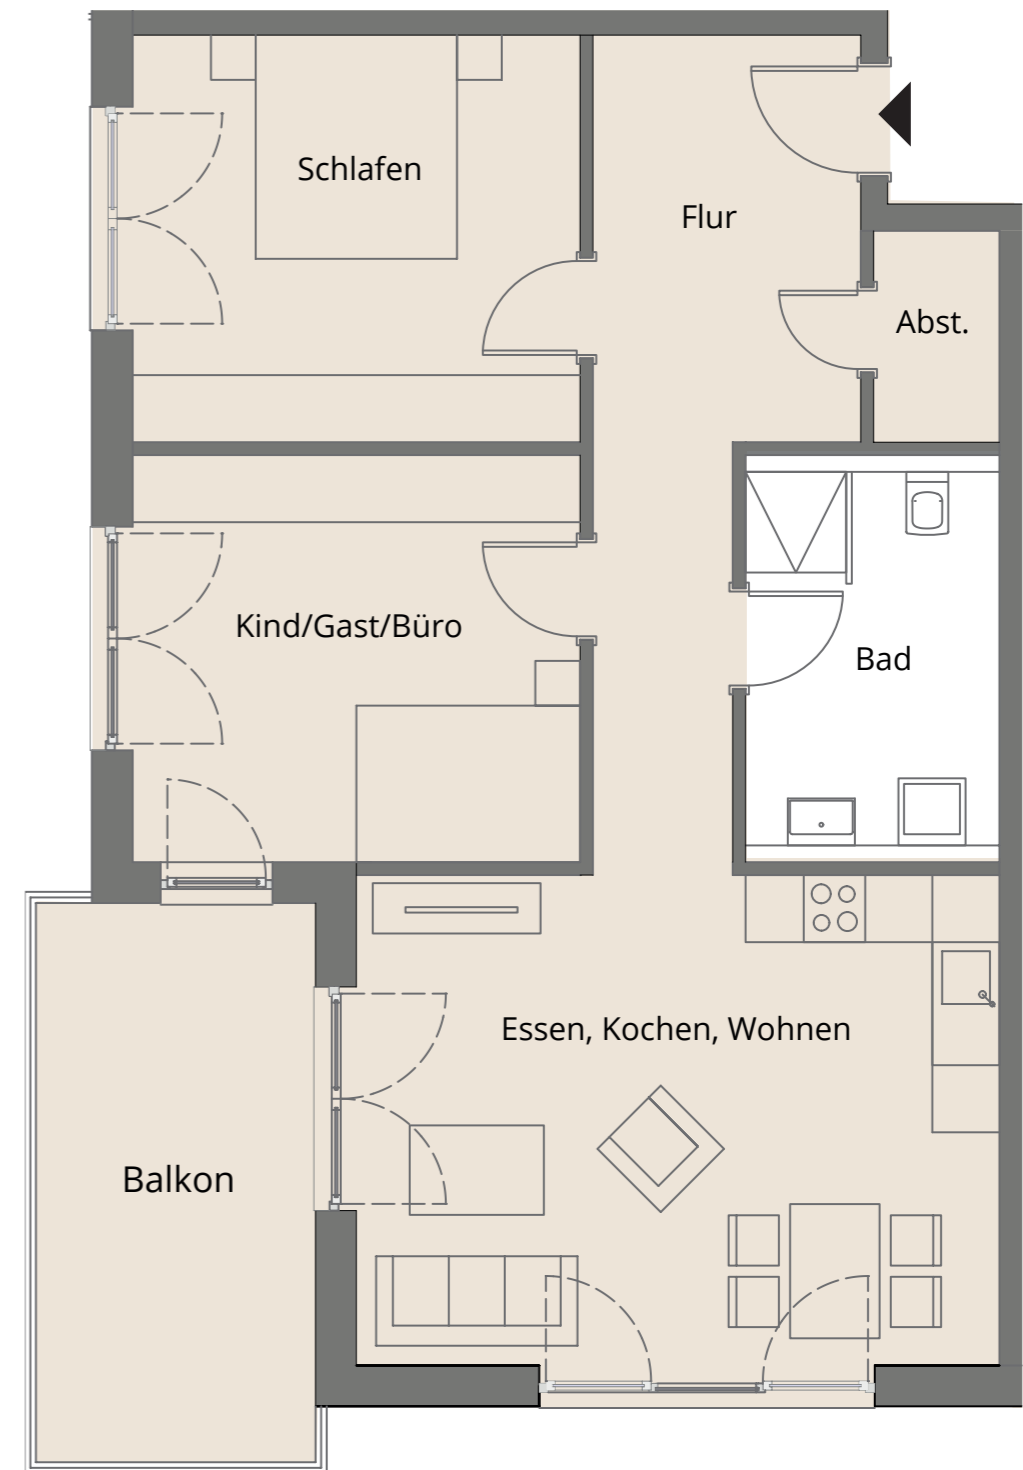 Schlafen
Flur
Abst.
Kind/Gast/Büro
Bad
Essen, Kochen, Wohnen
Balkon